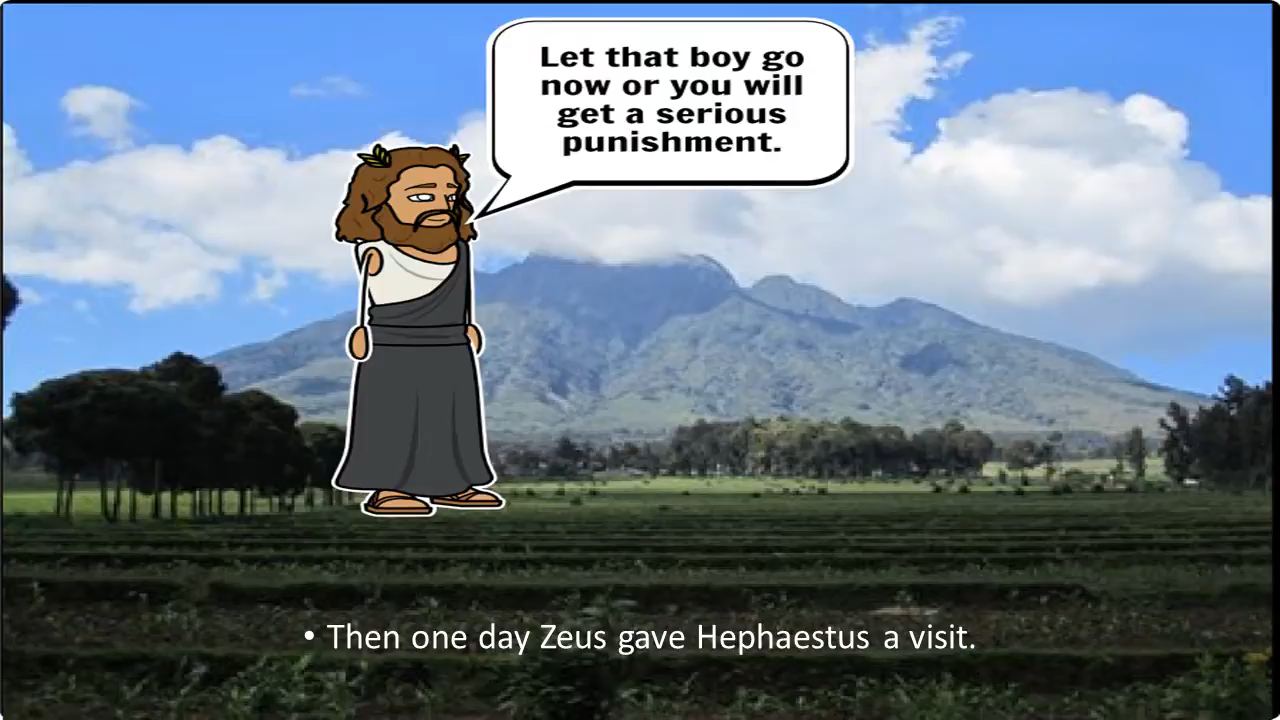 Let that boy go
now or you will
get a serious
punishment.
• Then one day Zeus gave Hephaestus a visit.